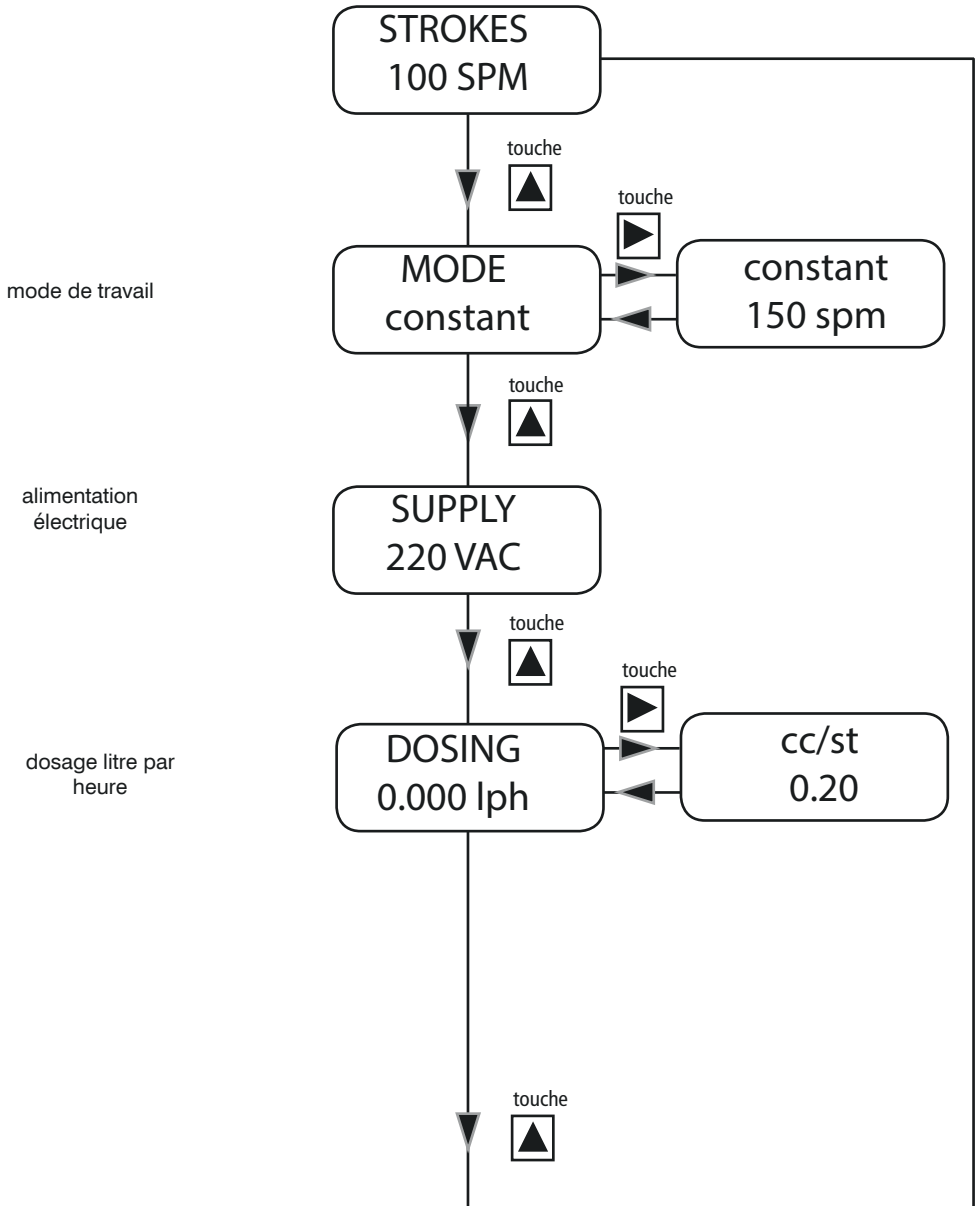 STROKES
100 SPM
touche
touche
mode de travail
MODE
constant
constant
150 spm
touche
alimentation
électrique
SUPPLY
220 VAC
touche
touche
dosage litre par
heure
DOSING
0.000 lph
cc/st
0.20
touche